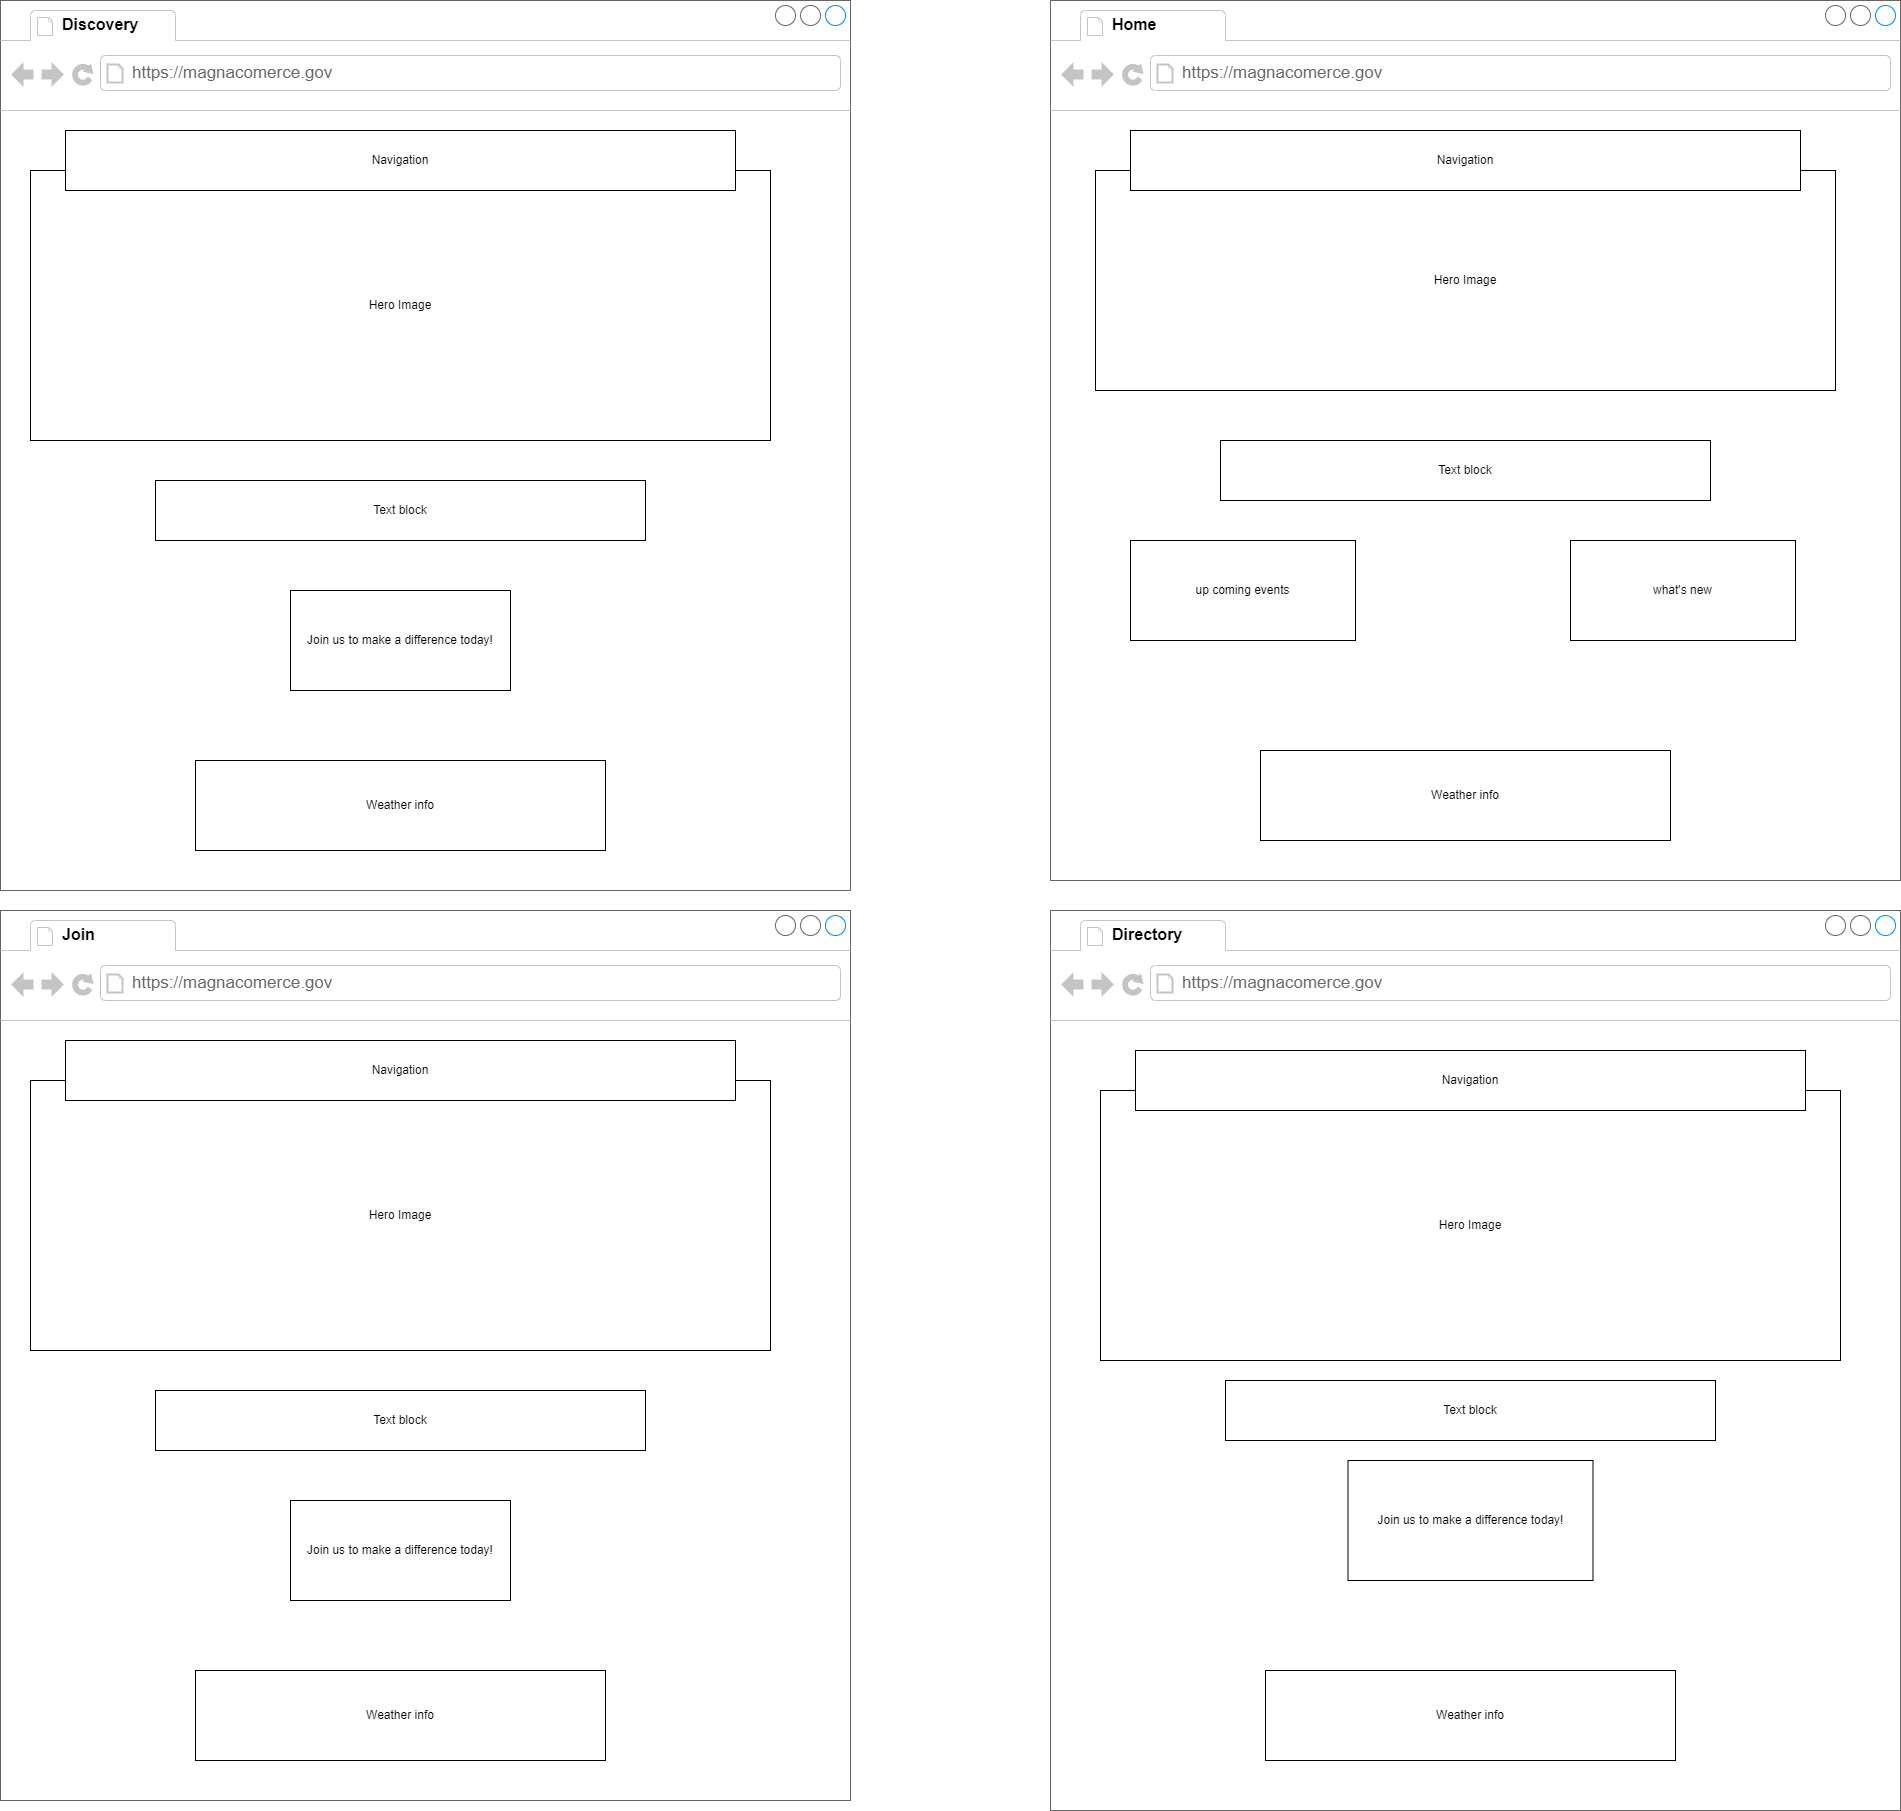 Discovery
https://magnacomerce.gov
Navigation
Hero Image
Text block
Join us to make a difference today!
Weather info
Home
https://magnacomerce.gov
Navigation
Hero Image
Text block
up coming events
what's new
Weather info
Join
https://magnacomerce.gov
Navigation
Hero Image
Text block
Join us to make a difference today!
Weather info
Directory
https://magnacomerce.gov
Navigation
Hero Image
Text block
Join us to make a difference today!
Weather info